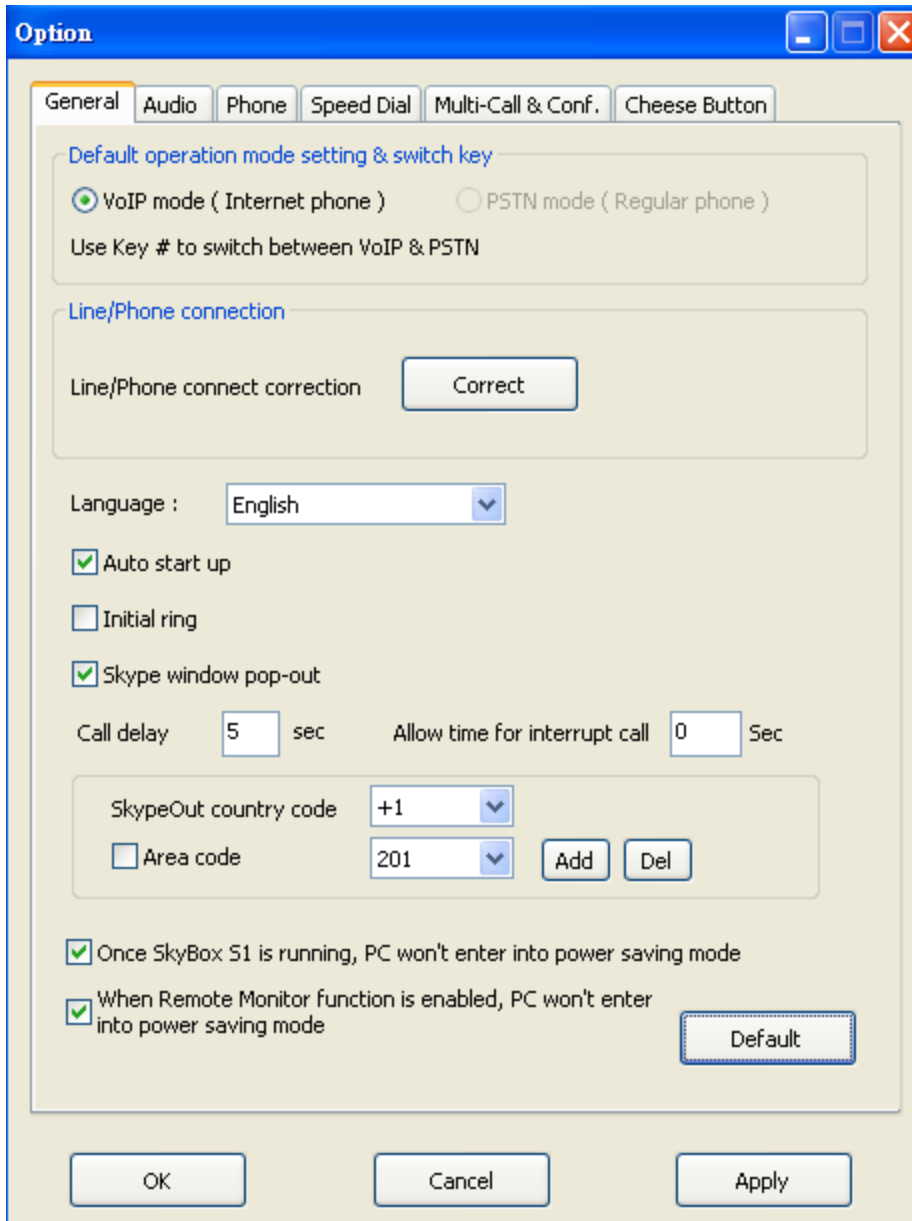 Option
General Audio Phone Speed Dial Multi-Call & Conf. Cheese Button
Default operation mode setting & switch key
VoIP mode ( Internet phone ) PSTN mode ( Regular phone )
Use Key # to switch between VoIP & PSTN
Line/Phone connection
Line/Phone connect correction Correct
Language : English
Auto start up
Initial ring
Skype window pop-out
Call delay 5 sec Allow time for interrupt call 0 Sec
SkypeOut country code +1
Area code 201 Add Del
Once SkyBox S1 is running, PC won't enter into power saving mode
When Remote Monitor function is enabled, PC won't enter
into power saving mode
Default
OK Cancel Apply